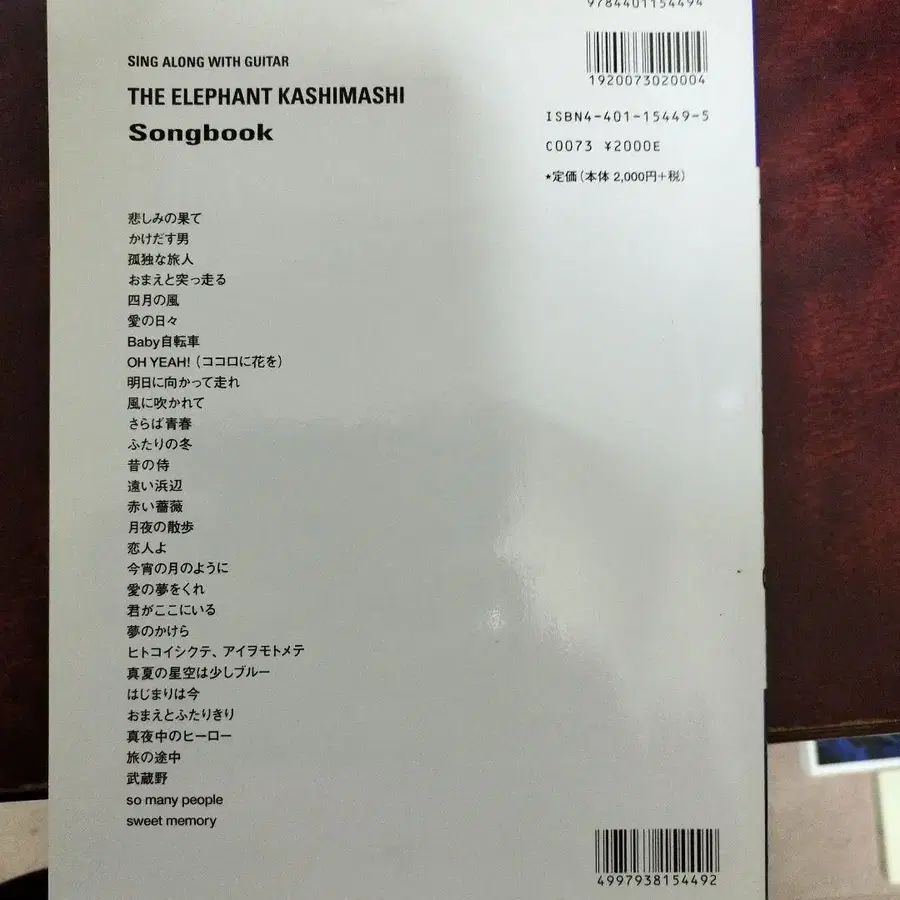 9784401154494
1920073020004
SING ALONG WITH GUITAR
THE ELEPHANT KASHIMASHI
Songbook
ISBN4-401-15449-5
C0073 ¥2000E
★定価(本体 2,000円+税)
悲しみの果て
かけだす男
孤独な旅人
おまえと突っ走る
四月の風
愛の日々
Baby自転車
OH YEAH! (ココロに花を)
明日に向かって走れ
風に吹かれて
さらば青春
ふたりの冬
昔の侍
遠い浜辺
赤い薔薇
月夜の散歩
恋人よ
今宵の月のように
愛の夢をくれ
君がここにいる
夢のかけら
ヒトコイシクテ、アイヲモトメテ
真夏の星空は少しブルー
はじまりは今
おまえとふたりきり
真夜中のヒーロー
旅の途中
武蔵野
so many people
sweet memory
4997938154492